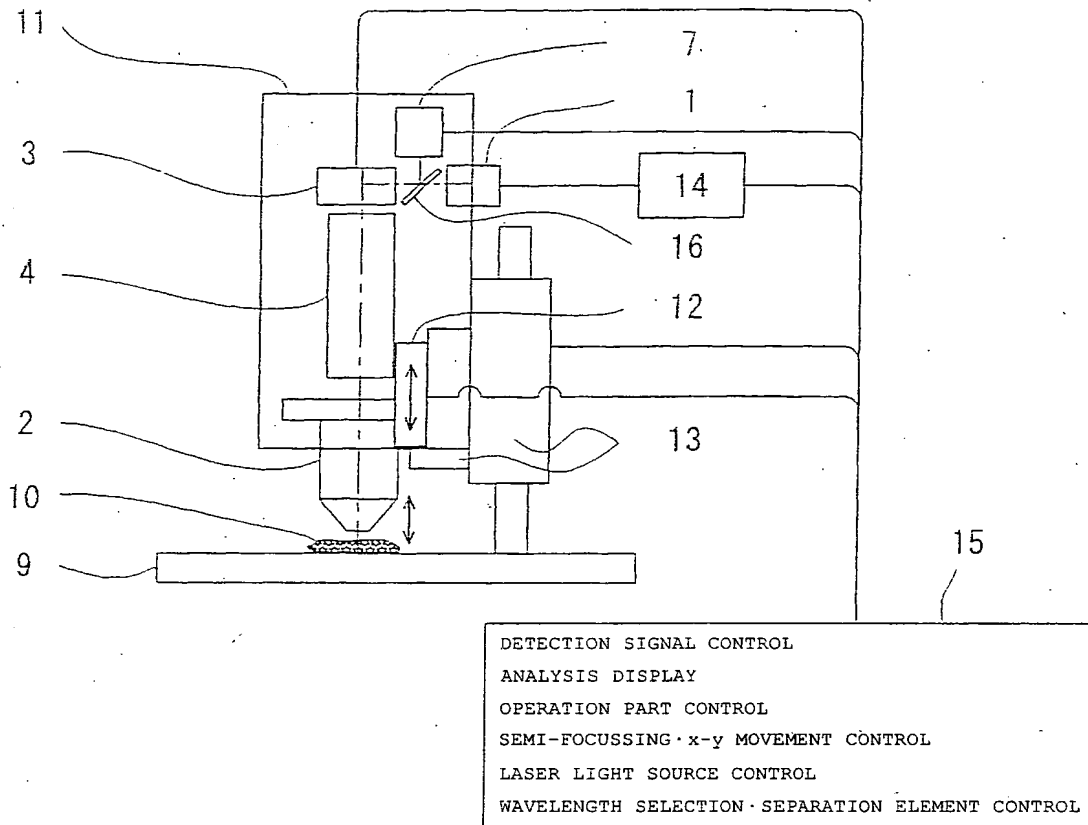 11
7
1
3
14
16
4
12
2
13
10
9
15
DETECTION SIGNAL CONTROL
ANALYSIS DISPLAY
OPERATION PART CONTROL
SEMI-FOCUSSING·x-y MOVEMENT CONTROL
LASER LIGHT SOURCE CONTROL
WAVELENGTH SELECTION·SEPARATION ELEMENT CONTROL